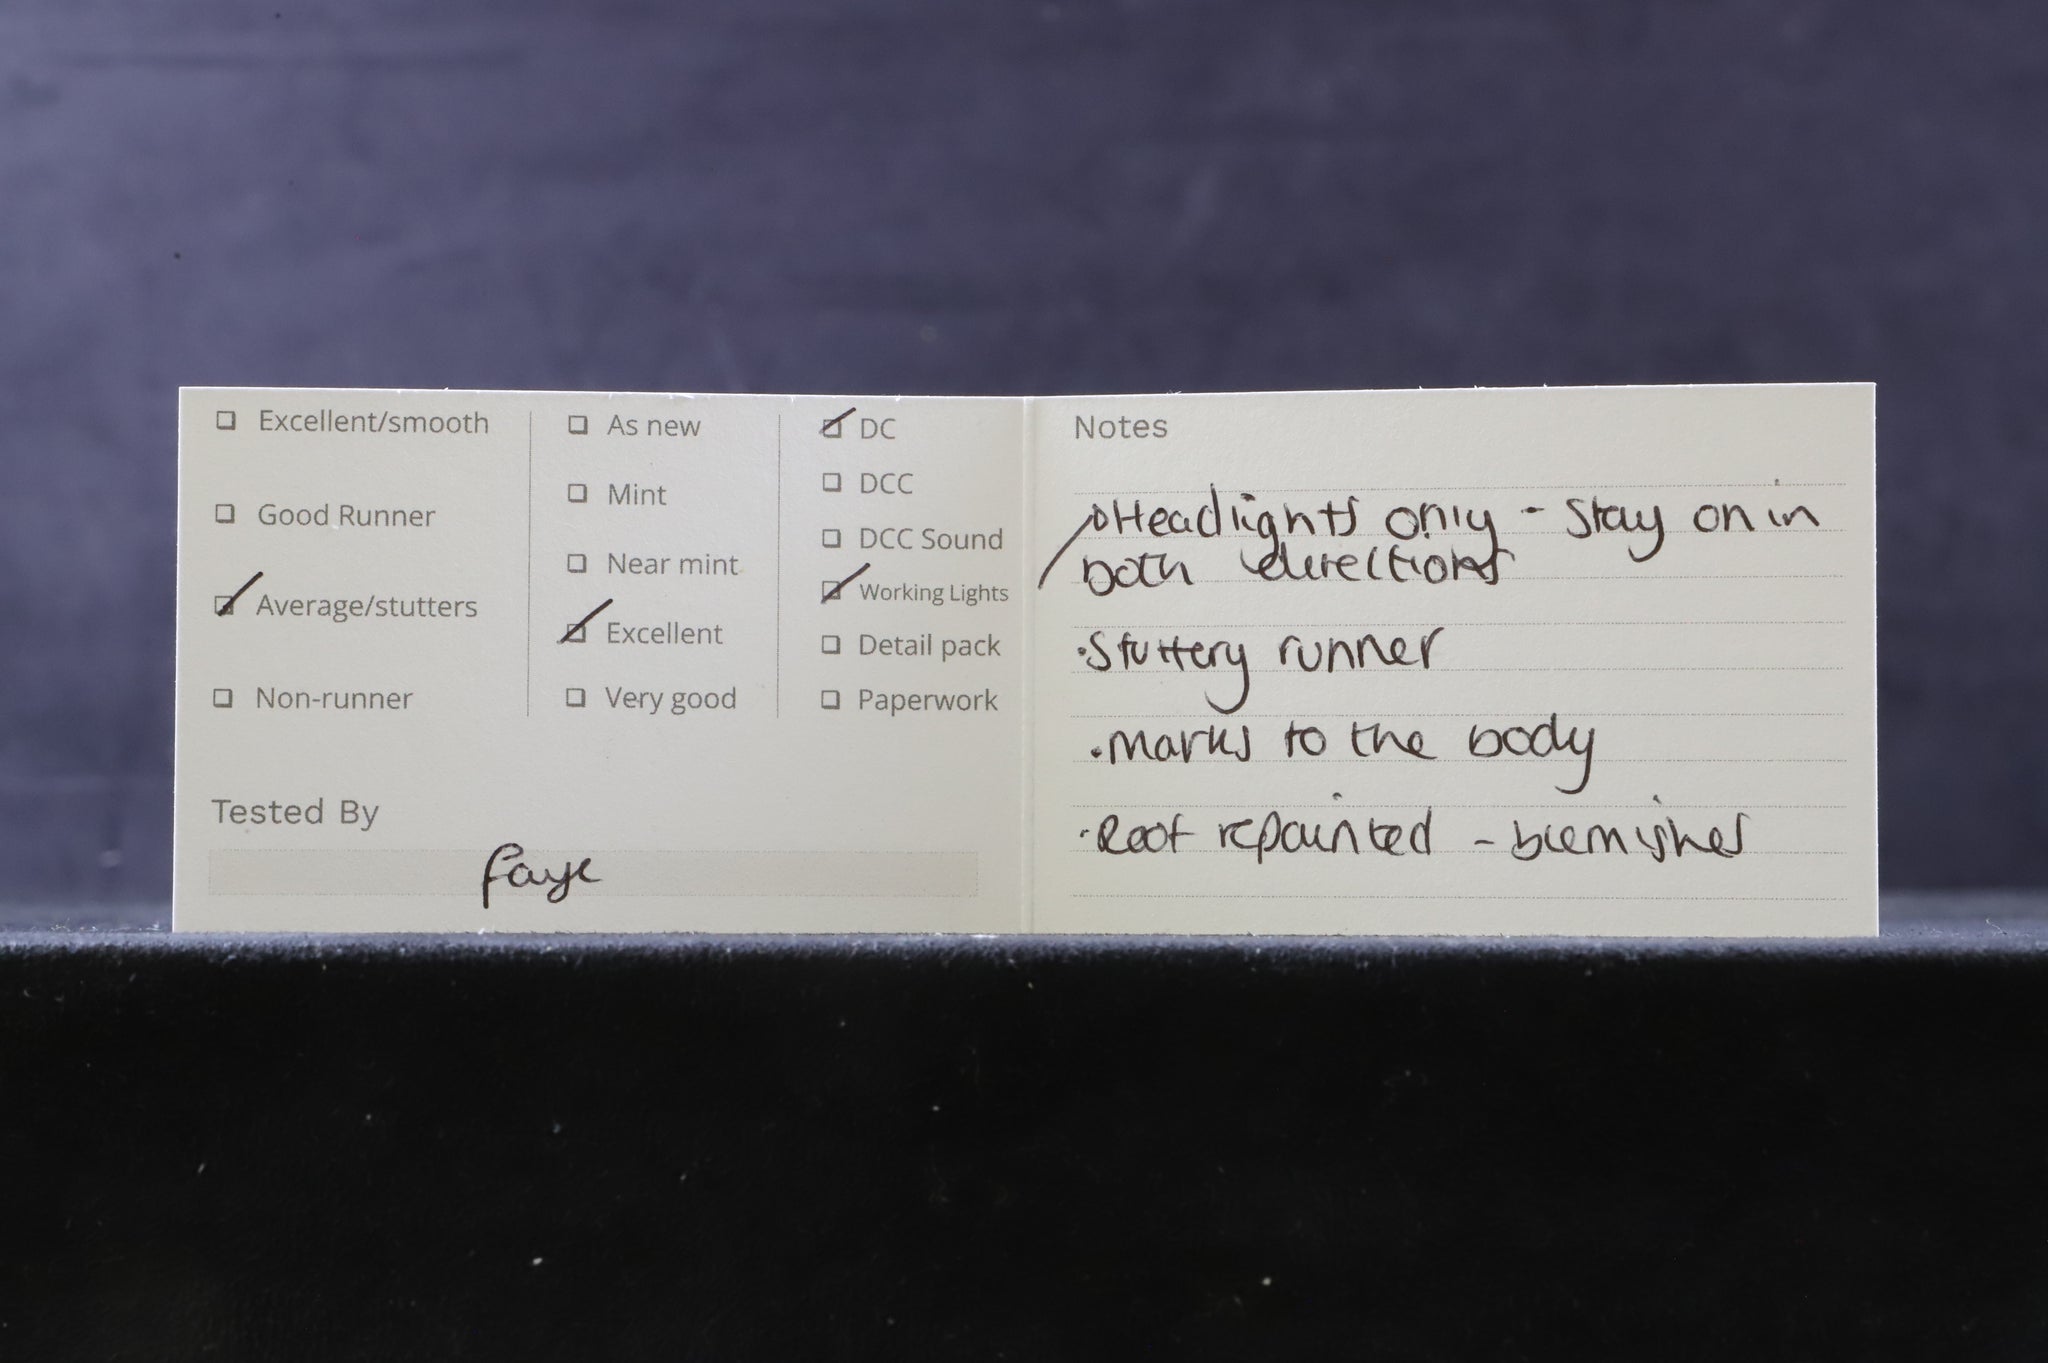 Excellent/smooth
Good Runner
Average/stutters
Non-runner
As new
Mint
Near mint
Excellent
Very good
DC
DCC
DCC Sound
Working Lights
Detail pack
Paperwork
Tested By
Faye
Notes
Headlights only - Stay on in
both directions
·Stuttery runner
·Marks to the body
·Roof repainted - blemishes